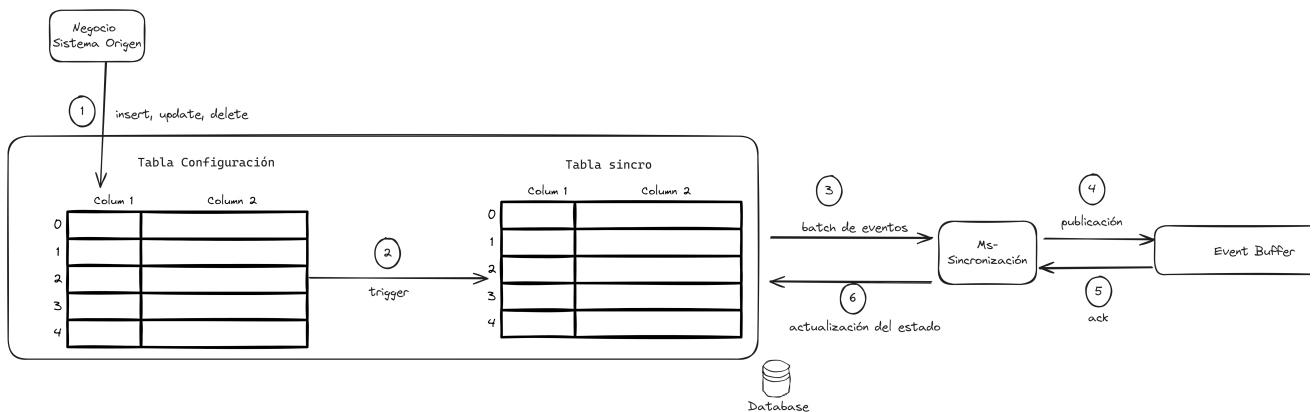 Negocio
Sistema Origen
1
insert, update, delete
Tabla Configuración
Colum 1
Column 2
0
1
2
3
4
2
trigger
Tabla sincro
Colum 1
Column 2
0
1
2
3
4
3
batch de eventos
Ms-
Sincronización
4
publicación
Event Buffer
5
ack
6
actualización del estado
Database